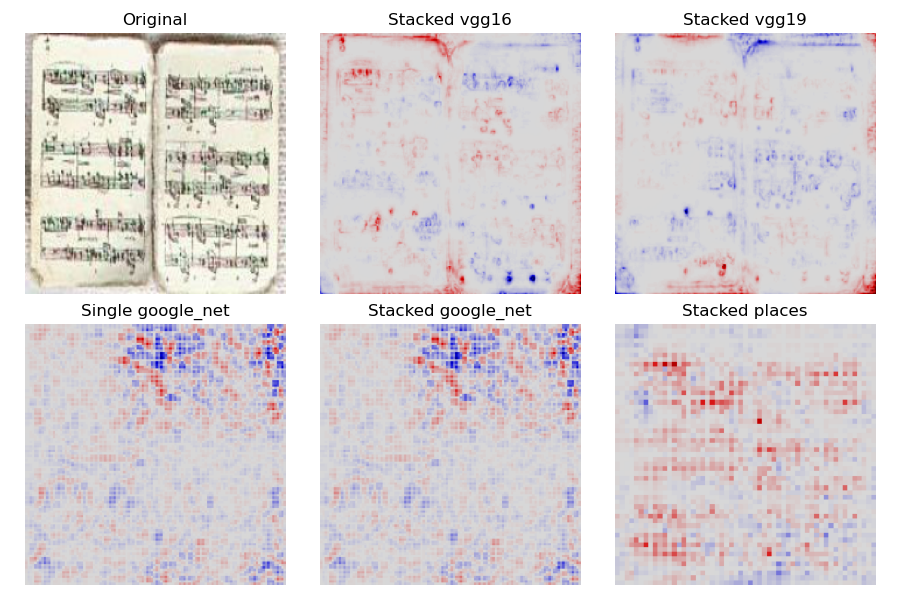 Original
Stacked vgg16
Stacked vgg19
Single google_net
Stacked google_net
Stacked places